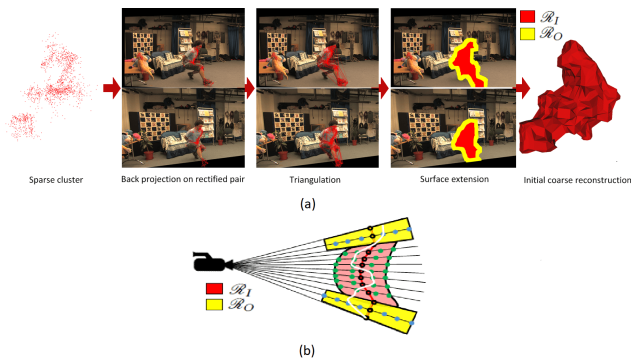 ℛI
ℛO
Sparse cluster
Back projection on rectified pair
Triangulation
Surface extension
Initial coarse reconstruction
(a)
ℛI
ℛO
(b)